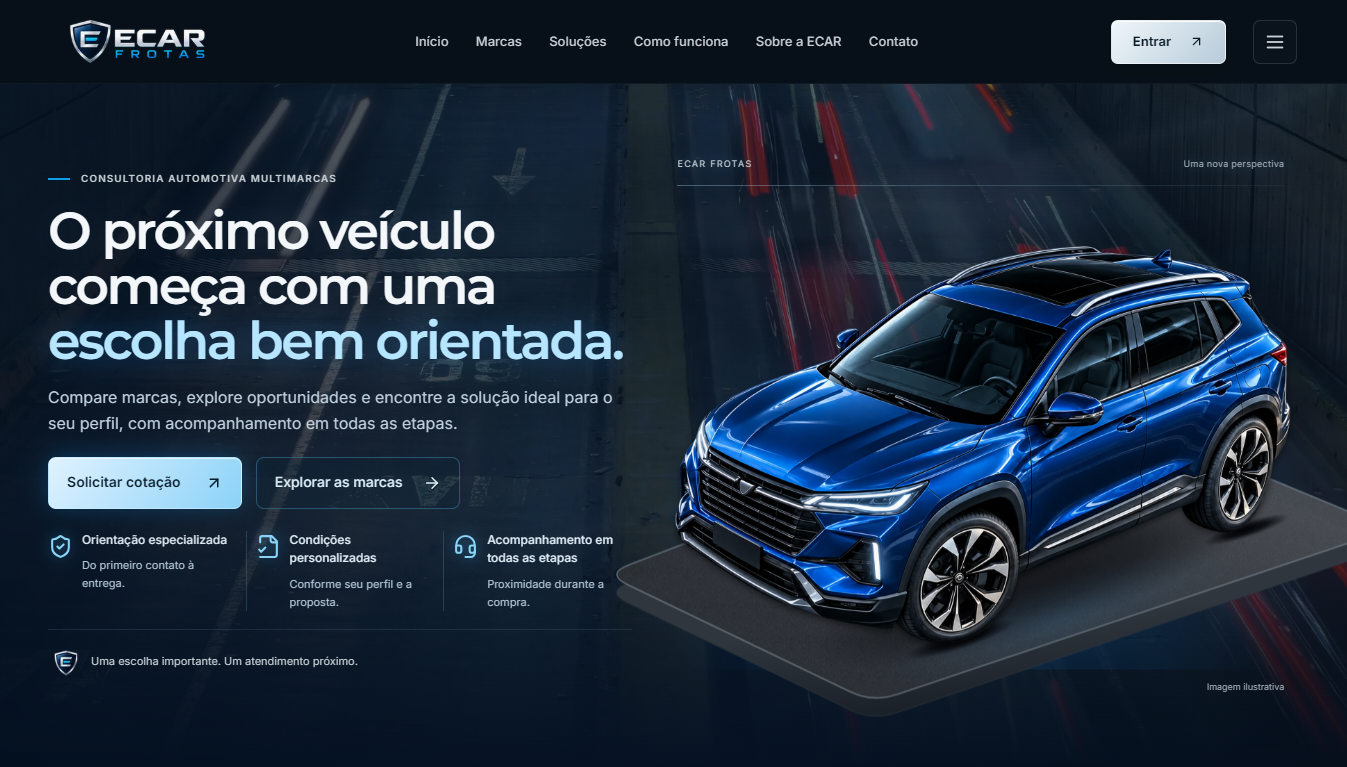 ECAR
FROTAS
Início
Marcas
Soluções
Como funciona
Sobre a ECAR
Contato
Entrar
CONSULTORIA AUTOMOTIVA MULTIMARCAS
O próximo veículo
começa com uma
escolha bem orientada.
Compare marcas, explore oportunidades e encontre a solução ideal para o
seu perfil, com acompanhamento em todas as etapas.
Solicitar cotação
Explorar as marcas
Orientação especializada
Do primeiro contato à
entrega.
Condições
personalizadas
Conforme seu perfil e a
proposta.
Acompanhamento em
todas as etapas
Proximidade durante a
compra.
Uma escolha importante. Um atendimento próximo.
ECAR FROTAS
Uma nova perspectiva
Imagem ilustrativa